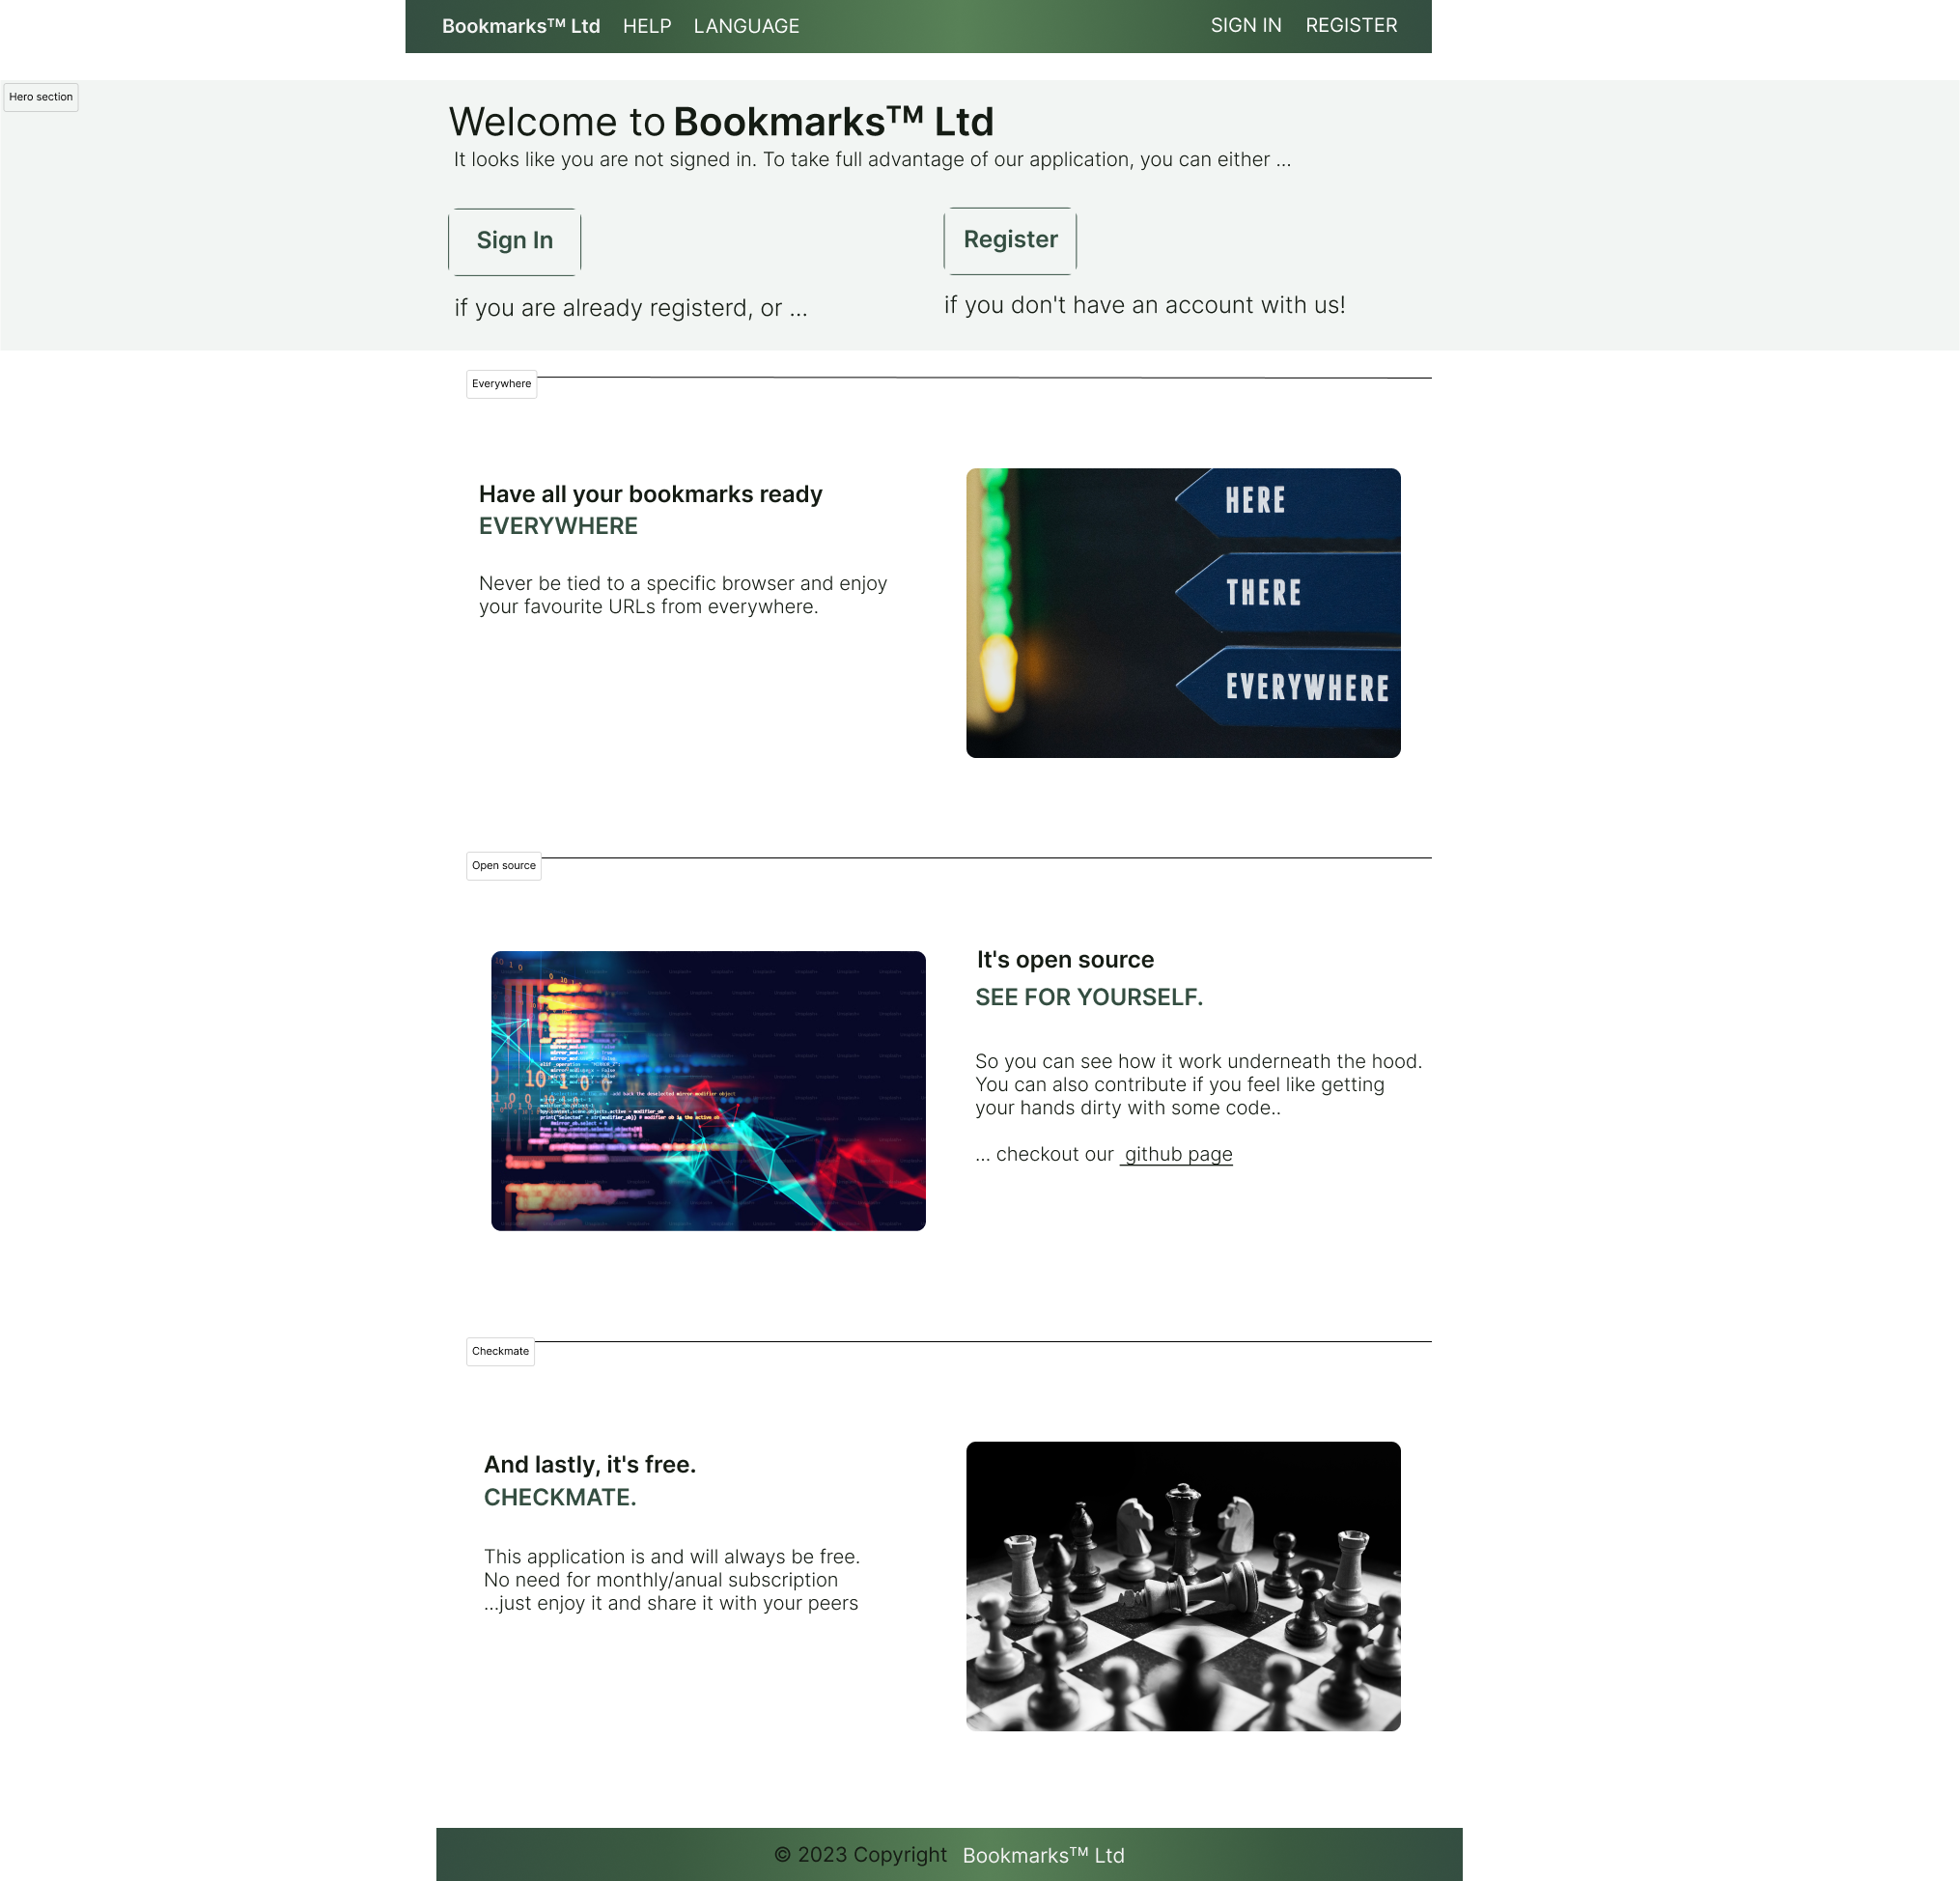 Bookmarks™ Ltd HELP LANGUAGE SIGN IN REGISTER
Hero section
Welcome to Bookmarks™ Ltd
It looks like you are not signed in. To take full advantage of our application, you can either ...
Sign In
if you are already registerd, or ...
Register
if you don't have an account with us!
Everywhere
Have all your bookmarks ready
EVERYWHERE
Never be tied to a specific browser and enjoy
your favourite URLs from everywhere.
HERE
THERE
EVERYWHERE
Open source
It's open source
SEE FOR YOURSELF.
So you can see how it work underneath the hood.
You can also contribute if you feel like getting
your hands dirty with some code..
... checkout our github page
Checkmate
And lastly, it's free.
CHECKMATE.
This application is and will always be free.
No need for monthly/anual subscription
...just enjoy it and share it with your peers
© 2023 Copyright Bookmarks™ Ltd